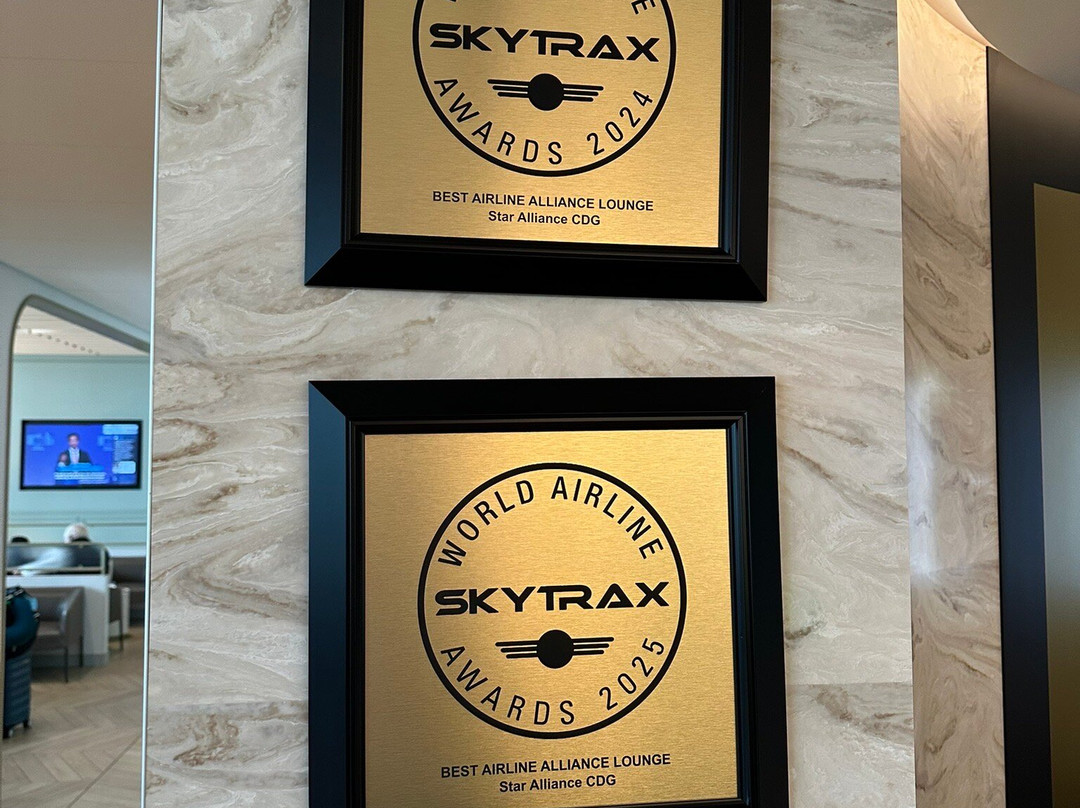 SKYTRAX
AWARDS 2024
BEST AIRLINE ALLIANCE LOUNGE
Star Alliance CDG
WORLD AIRLINE
SKYTRAX
AWARDS 2025
BEST AIRLINE ALLIANCE LOUNGE
Star Alliance CDG